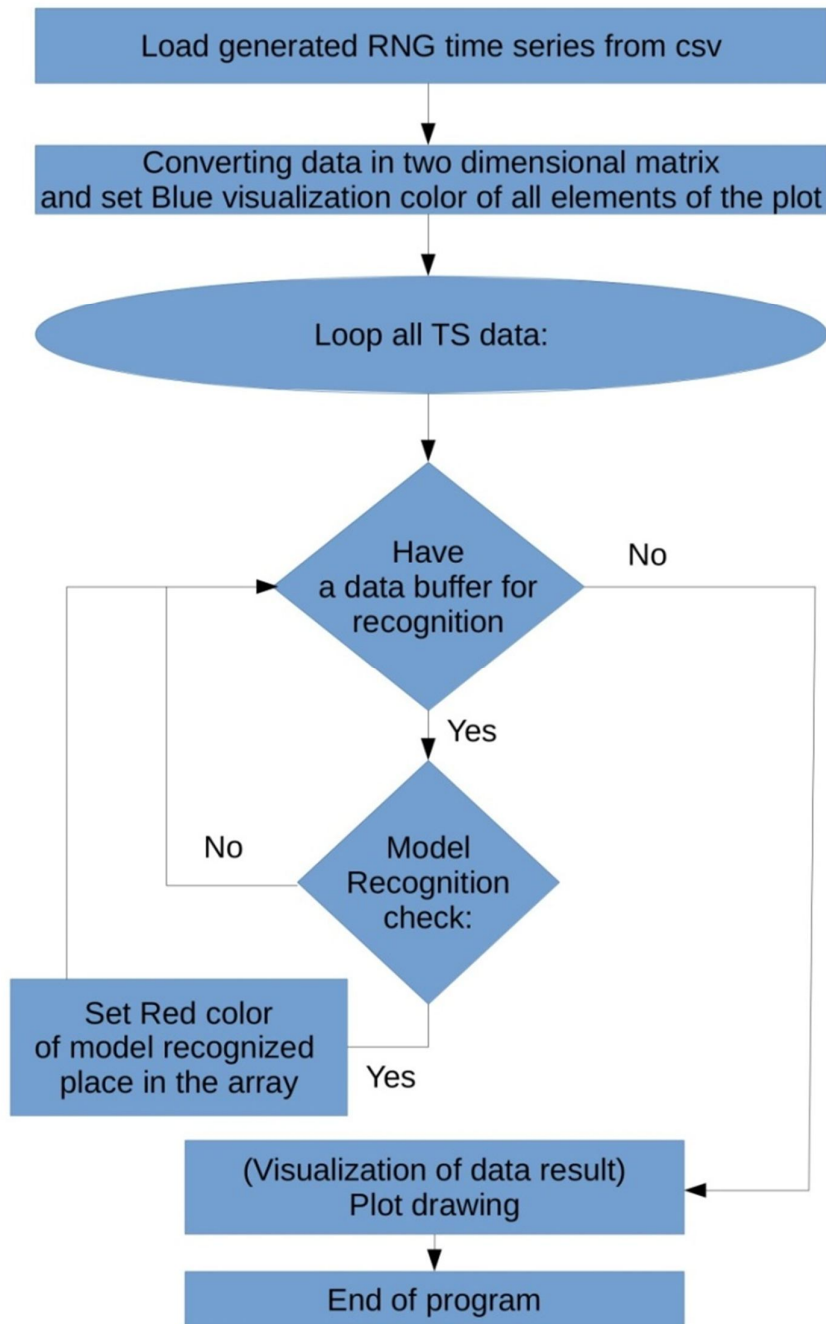 Load generated RNG time series from csv
Converting data in two dimensional matrix
and set Blue visualization color of all elements of the plot
Loop all TS data:
Have
a data buffer for
recognition
No
Yes
Model
Recognition
check:
No
Set Red color
of model recognized
place in the array
Yes
(Visualization of data result)
Plot drawing
End of program